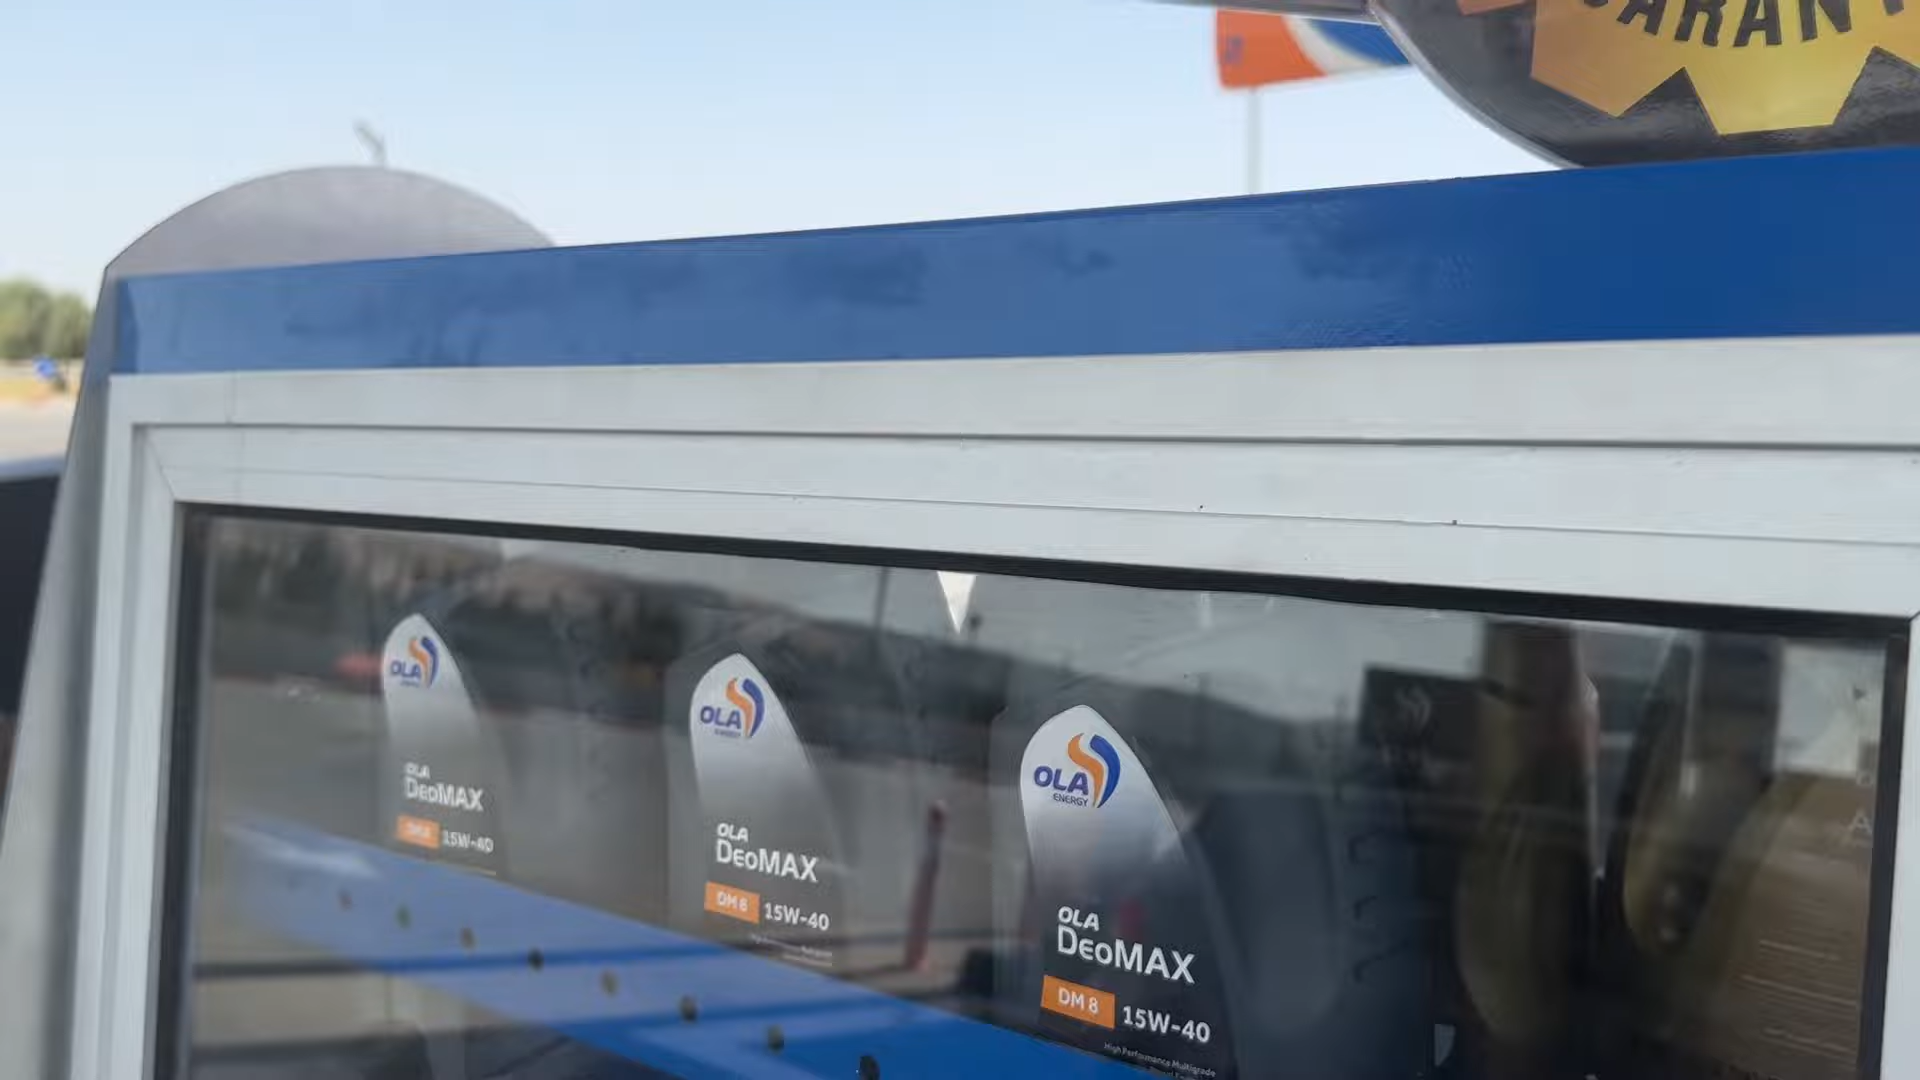 OLA
ENERGY
OLA
DEOMAX
15W-40
OLA
ENERGY
OLA
DEOMAX
DM 6 15W-40
OLA
ENERGY
OLA
DEOMAX
DM 8 15W-40
High Performance Multigrade